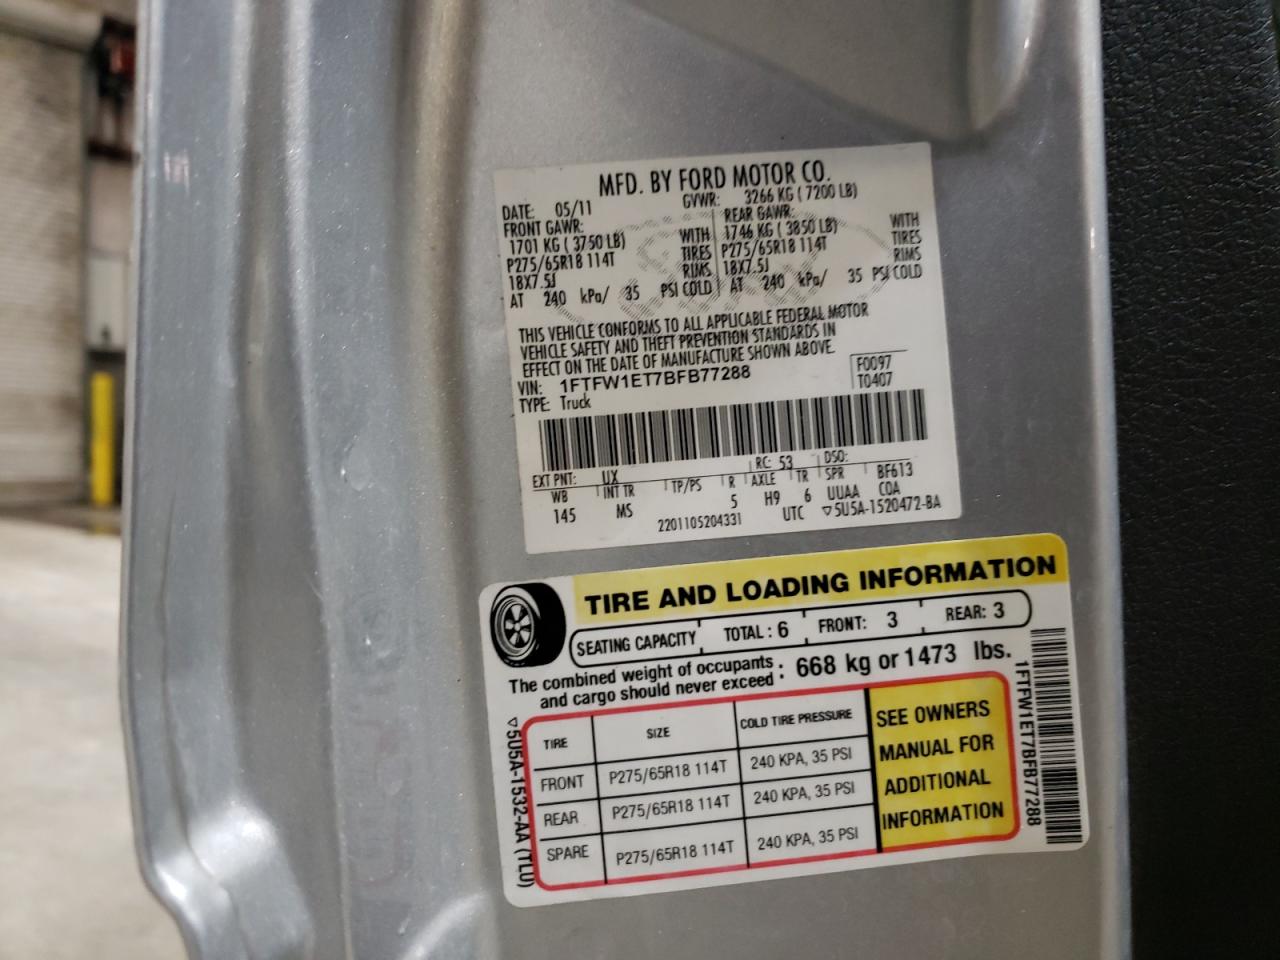 MFD. BY FORD MOTOR CO.
DATE: 05/11 GVWR: 3266 KG ( 7200 LB)
FRONT GAWR: REAR GAWR:
1701 KG ( 3750 LB) WITH 1746 KG ( 3850 LB) WITH
P275/65R18 114T TIRES P275/65R18 114T TIRES
18X7.5J RIMS 18X7.5J RIMS
AT 240 kPa/ 35 PSI COLD AT 240 kPa/ 35 PSI COLD
THIS VEHICLE CONFORMS TO ALL APPLICABLE FEDERAL MOTOR
VEHICLE SAFETY AND THEFT PREVENTION STANDARDS IN
EFFECT ON THE DATE OF MANUFACTURE SHOWN ABOVE.
VIN: 1FTFW1ET7BFB77288 F0097
TYPE: Truck T0407
EXT PNT: UX RC: 53 DSO:
WB INT TR TP/PS R AXLE TR SPR BF613
145 MS 5 H9 6 UUAA COA
2201105204331 UTC ▽5U5A-1520472-BA
TIRE AND LOADING INFORMATION
SEATING CAPACITY TOTAL: 6 FRONT: 3 REAR: 3
The combined weight of occupants
and cargo should never exceed : 668 kg or 1473 lbs.
TIRE SIZE COLD TIRE PRESSURE
FRONT P275/65R18 114T 240 KPA, 35 PSI
REAR P275/65R18 114T 240 KPA, 35 PSI
SPARE P275/65R18 114T 240 KPA, 35 PSI
SEE OWNERS
MANUAL FOR
ADDITIONAL
INFORMATION
▽5U5A-1532-AA (TLU)
1FTFW1ET7BFB77288